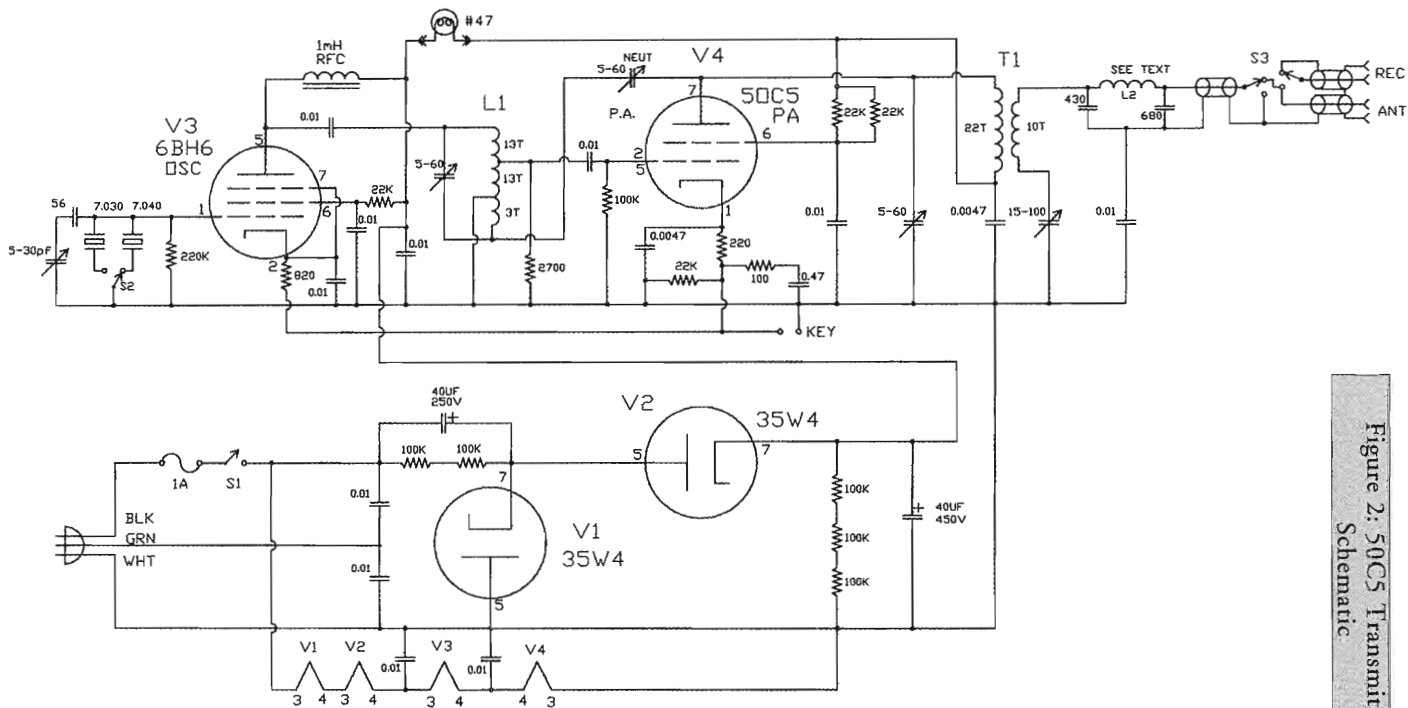 #47
1mH
RFC
V3
6BH6
OSC
5
7
6
1
2
0.01
L1
13T
13T
3T
5-60
NEUT
5-60
P.A.
V4
50C5
PA
7
6
2
5
1
0.01
100K
22K
22K
T1
22T
10T
SEE TEXT
L2
430
680
S3
REC
ANT
56
7.030
7.040
5-30pF
S2
220K
820
0.01
22K
0.01
0.01
2700
0.0047
220
22K
100
0.47
0.01
5-60
0.0047
15-100
0.01
KEY
40UF
250V
100K
100K
V2
35W4
5
7
1A
S1
BLK
GRN
WHT
0.01
0.01
7
V1
35W4
5
100K
100K
100K
40UF
450V
V1
V2
V3
V4
0.01
0.01
3
4
3
4
3
4
4
3
Figure 2: 50C5 Transmit
Schematic